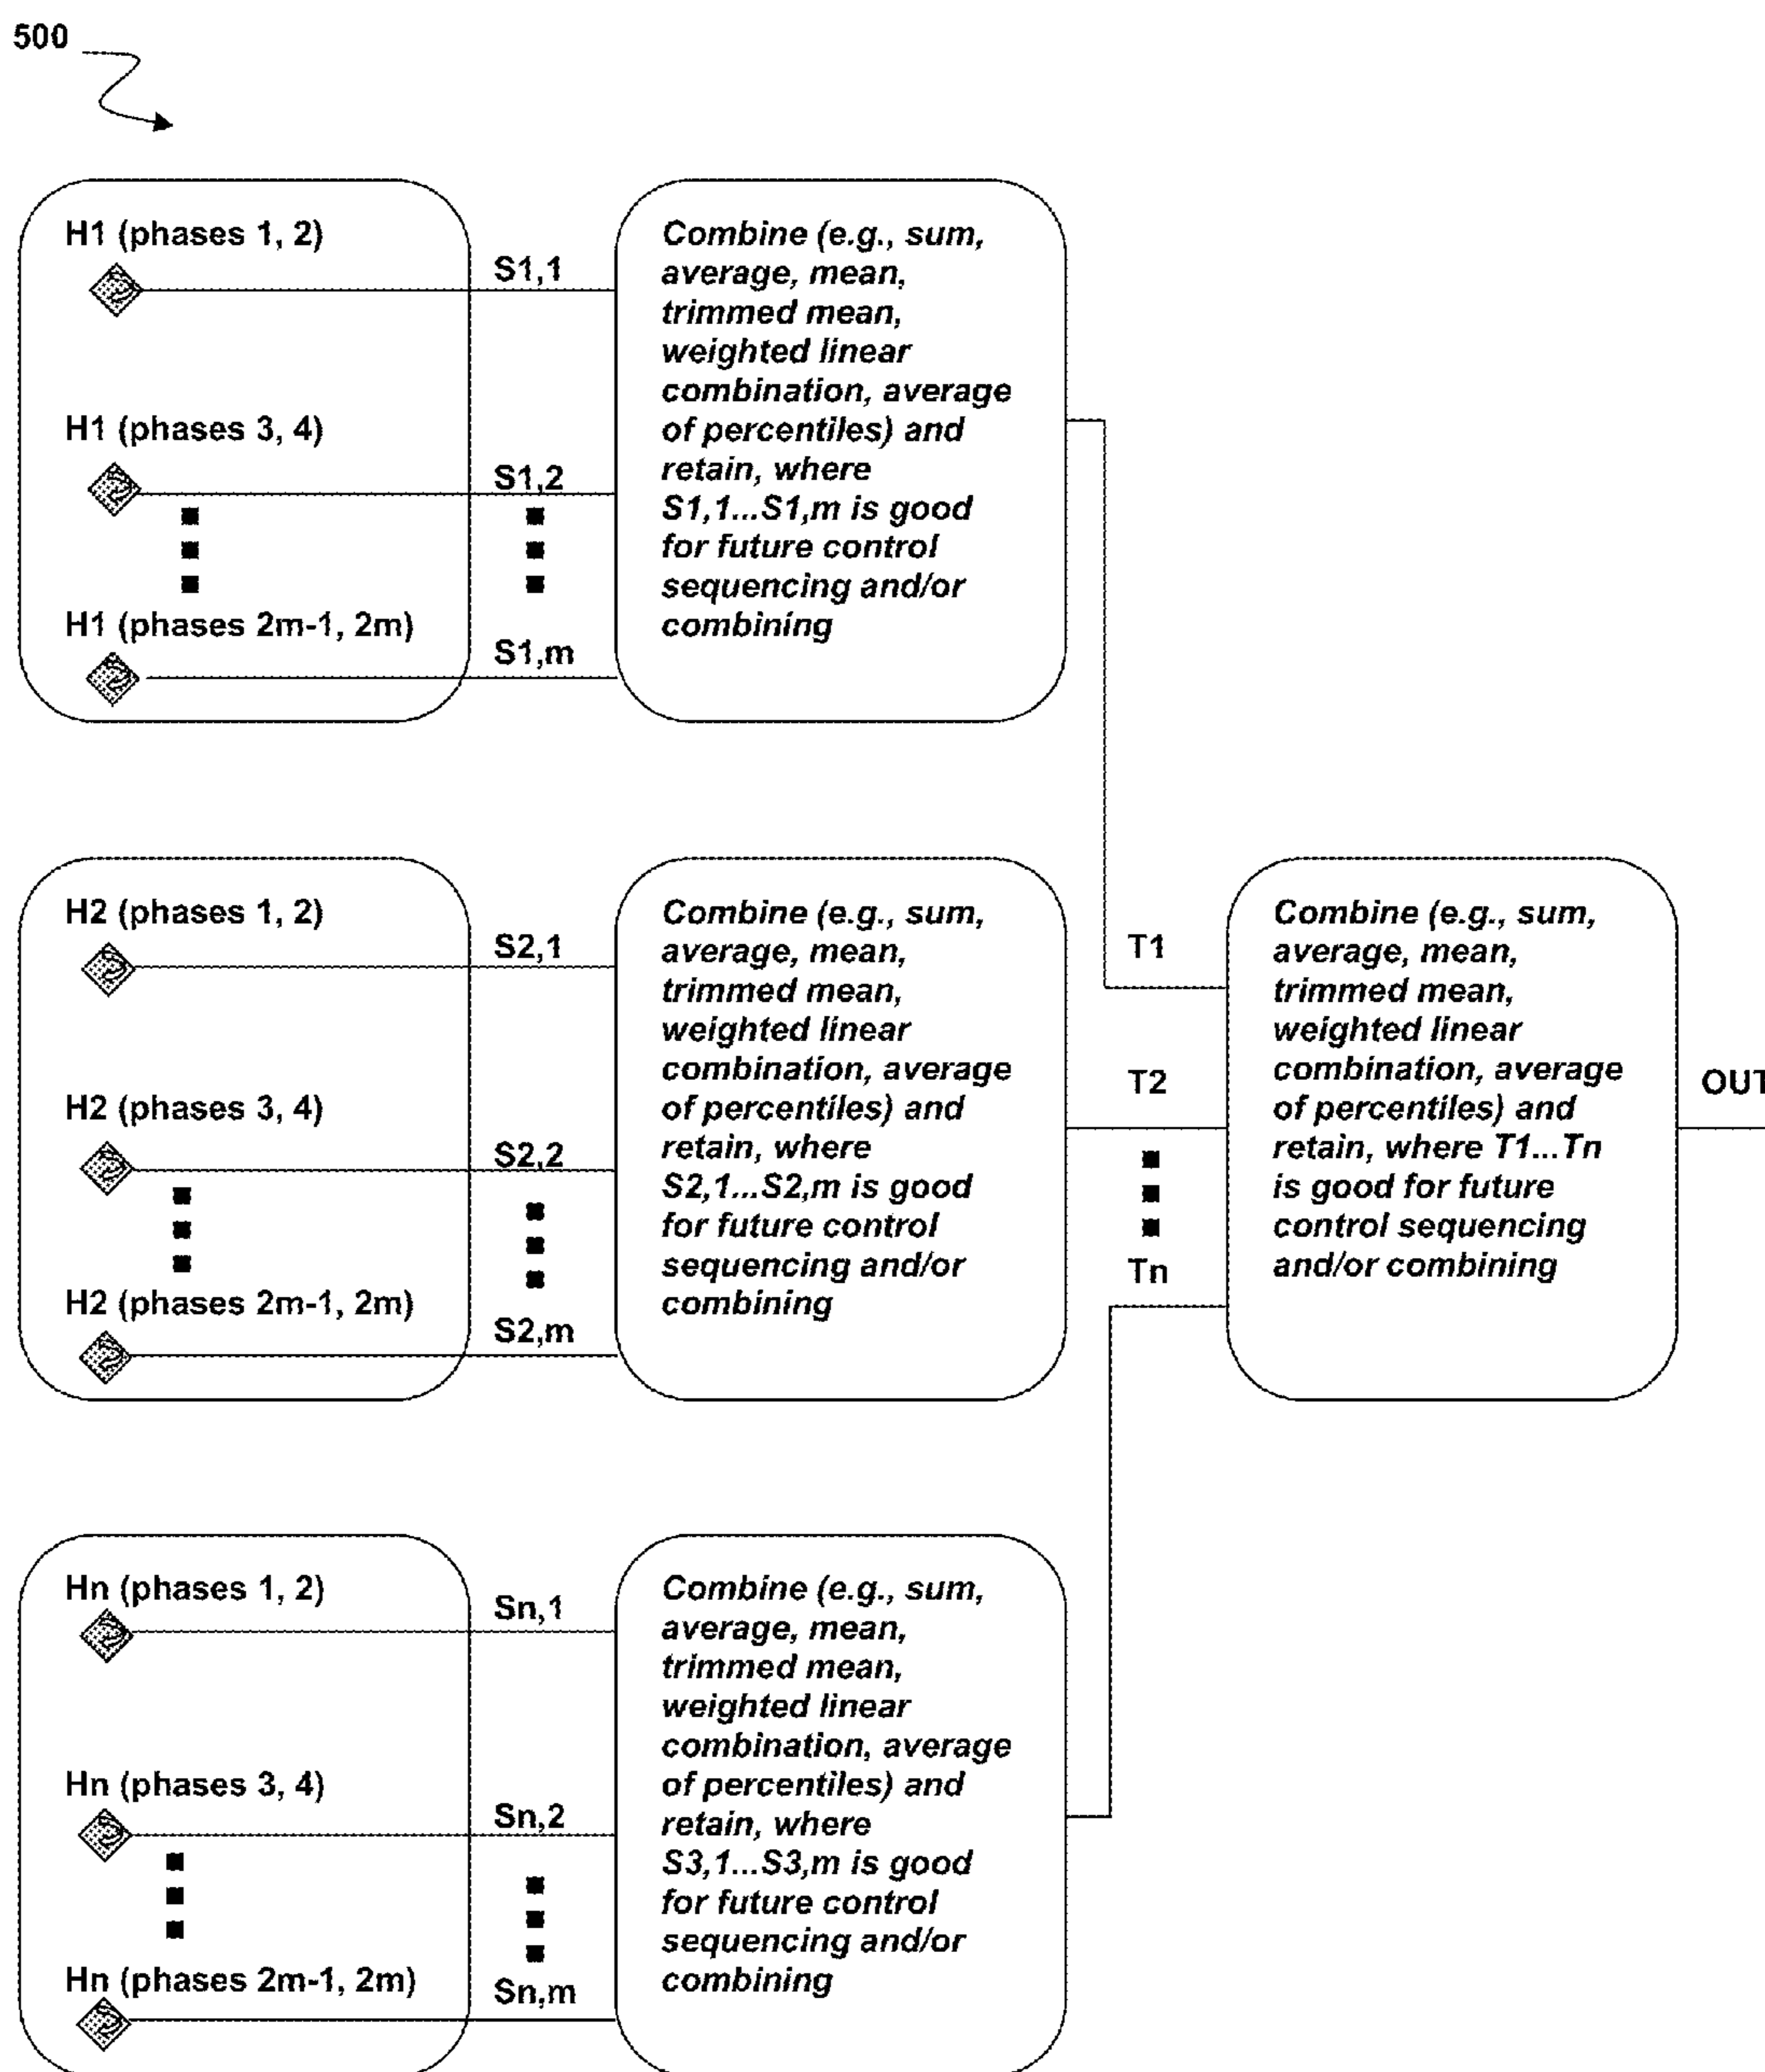 500
H1 (phases 1, 2)
S1,1
H1 (phases 3, 4)
S1,2
H1 (phases 2m-1, 2m)
S1,m
Combine (e.g., sum,
average, mean,
trimmed mean,
weighted linear
combination, average
of percentiles) and
retain, where
S1,1...S1,m is good
for future control
sequencing and/or
combining
H2 (phases 1, 2)
S2,1
H2 (phases 3, 4)
S2,2
H2 (phases 2m-1, 2m)
S2,m
Combine (e.g., sum,
average, mean,
trimmed mean,
weighted linear
combination, average
of percentiles) and
retain, where
S2,1...S2,m is good
for future control
sequencing and/or
combining
T1
T2
Tn
Combine (e.g., sum,
average, mean,
trimmed mean,
weighted linear
combination, average
of percentiles) and
retain, where T1...Tn
is good for future
control sequencing
and/or combining
OUT
Hn (phases 1, 2)
Sn,1
Hn (phases 3, 4)
Sn,2
Hn (phases 2m-1, 2m)
Sn,m
Combine (e.g., sum,
average, mean,
trimmed mean,
weighted linear
combination, average
of percentiles) and
retain, where
S3,1...S3,m is good
for future control
sequencing and/or
combining